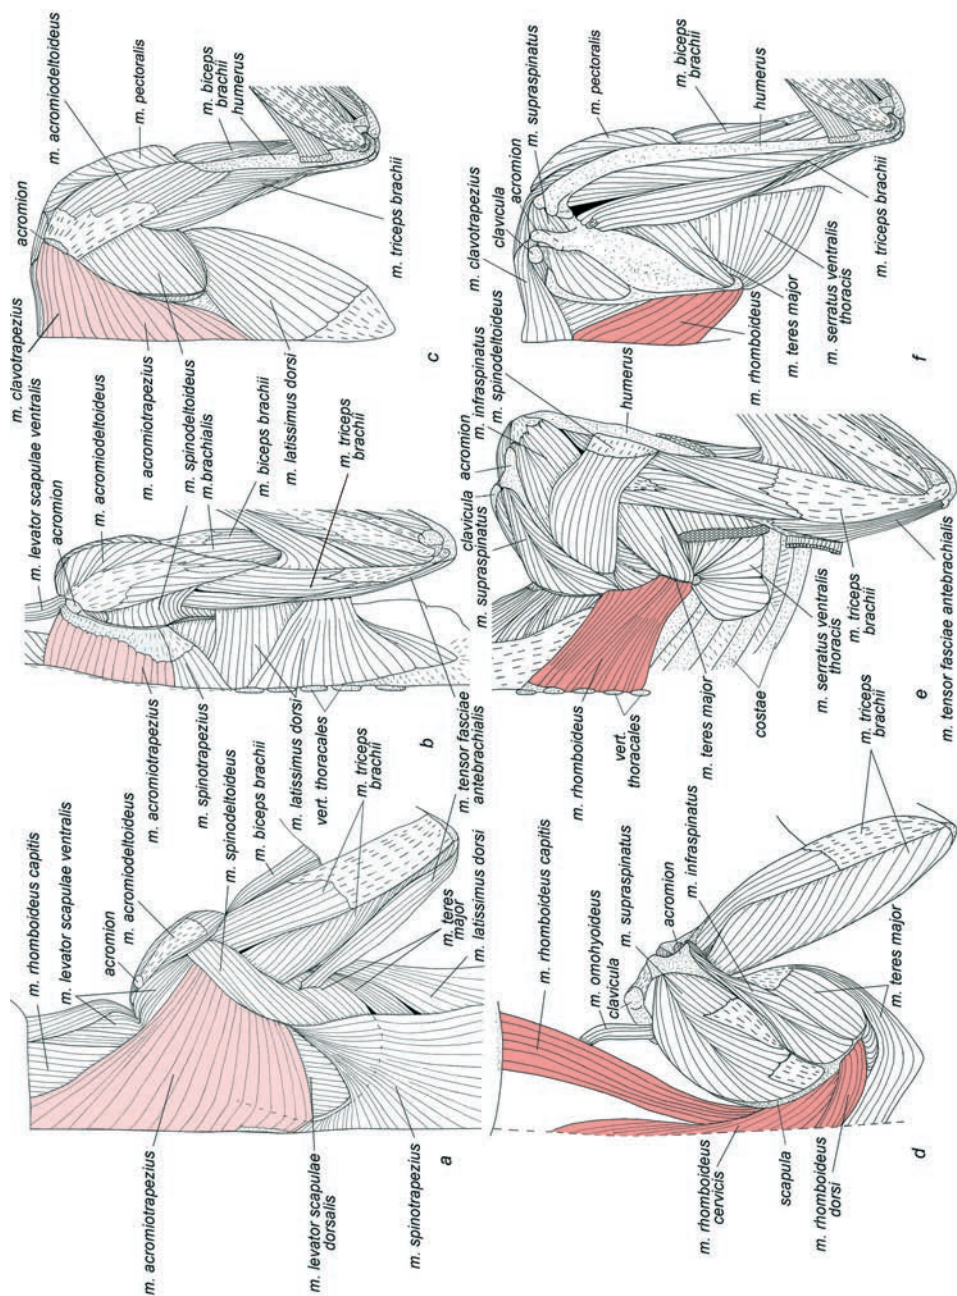 m. rhomboideus capitis
m. levator scapulae ventralis
acromion
m. acromiodeltoideus
m. spinodeltoideus
m. biceps brachii
m. triceps
brachii
m. tensor fasciae
antebrachialis
m. teres
major
m. latissimus dorsi
m. acromiotrapezius
m. levator scapulae
dorsalis
m. spinotrapezius
a
m. levator scapulae ventralis
acromion
m. acromiodeltoideus
m. acromiotrapezius
m. spinodeltoideus
m.brachialis
m. biceps brachii
m. latissimus dorsi
m. triceps
brachii
m. acromiotrapezius
m. spinotrapezius
m. latissimus dorsi
vert. thoracales
b
m. clavotrapezius
acromion
m. acromiodeltoideus
m. pectoralis
m. biceps
brachii
humerus
m. triceps brachii
m. acromiotrapezius
m. latissimus dorsi
c
m. rhomboideus capitis
m. omohyoideus
clavicula
m. supraspinatus
acromion
m. infraspinatus
m. triceps
brachii
m. teres major
m. rhomboideus
cervicis
scapula
m. rhomboideus
dorsi
d
m. supraspinatus
clavicula
acromion
m. infraspinatus
m. spinodeltoideus
humerus
m. rhomboideus
vert.
thoracales
m. teres major
costae
m. serratus ventralis
thoracis
m. triceps
brachii
m. tensor fasciae antebrachialis
e
m. clavotrapezius
clavicula
acromion
m. supraspinatus
m. pectoralis
m. biceps
brachii
humerus
m. rhomboideus
m. teres major
m. serratus ventralis
thoracis
m. triceps brachii
f